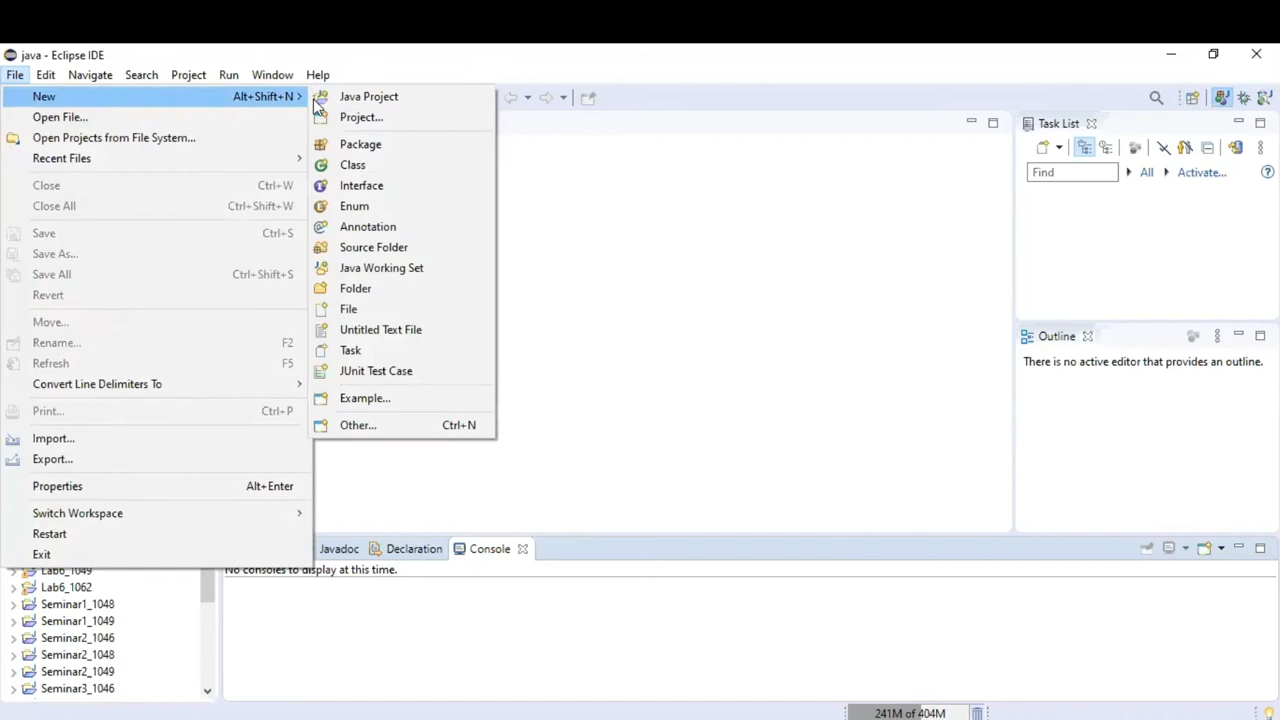 java - Eclipse IDE
File Edit Navigate Search Project Run Window Help
New Alt+Shift+N
Open File...
Open Projects from File System...
Recent Files
Close Ctrl+W
Close All Ctrl+Shift+W
Save Ctrl+S
Save As...
Save All Ctrl+Shift+S
Revert
Move...
Rename... F2
Refresh F5
Convert Line Delimiters To
Print... Ctrl+P
Import...
Export...
Properties Alt+Enter
Switch Workspace
Restart
Exit
Java Project
Project...
Package
Class
Interface
Enum
Annotation
Source Folder
Java Working Set
Folder
File
Untitled Text File
Task
JUnit Test Case
Example...
Other... Ctrl+N
Task List
Find All Activate...
Outline
There is no active editor that provides an outline.
Javadoc Declaration Console
No consoles to display at this time.
Lab6_1049
Lab6_1062
Seminar1_1048
Seminar1_1049
Seminar2_1046
Seminar2_1048
Seminar2_1049
Seminar3_1046
241M of 404M